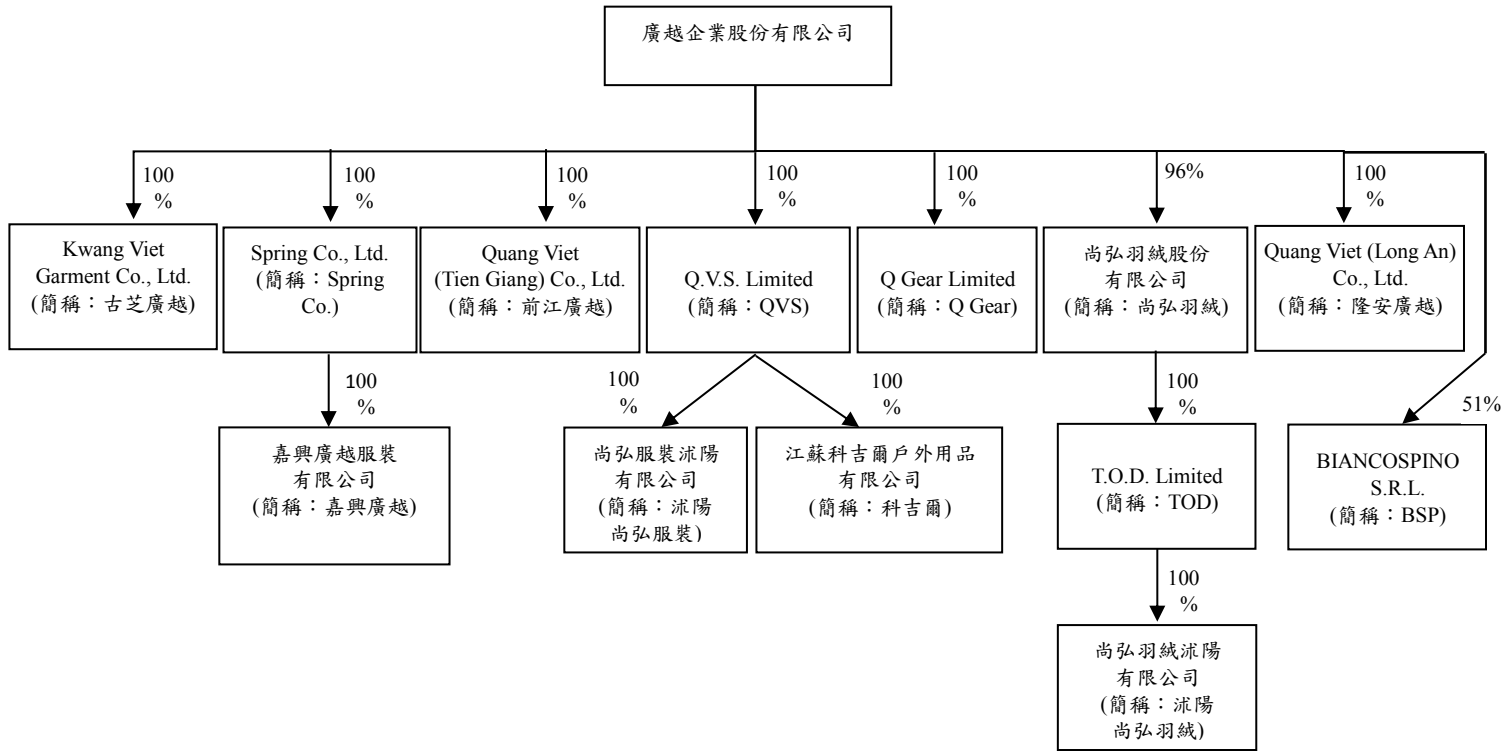 廣越企業股份有限公司
100
%
100
%
100
%
100
%
100
%
96%
100
%
Kwang Viet
Garment Co., Ltd.
(簡稱：古芝廣越)
Spring Co., Ltd.
(簡稱：Spring
Co.)
Quang Viet
(Tien Giang) Co., Ltd.
(簡稱：前江廣越)
Q.V.S. Limited
(簡稱：QVS)
Q Gear Limited
(簡稱：Q Gear)
尚弘羽絨股份
有限公司
(簡稱：尚弘羽絨)
Quang Viet (Long An)
Co., Ltd.
(簡稱：隆安廣越)
100
%
100
%
100
%
100
%
51%
嘉興廣越服裝
有限公司
(簡稱：嘉興廣越)
尚弘服裝沭陽
有限公司
(簡稱：沭陽
尚弘服裝)
江蘇科吉爾戶外用品
有限公司
(簡稱：科吉爾)
T.O.D. Limited
(簡稱：TOD)
BIANCOSPINO
S.R.L.
(簡稱：BSP)
100
%
尚弘羽絨沭陽
有限公司
(簡稱：沭陽
尚弘羽絨)